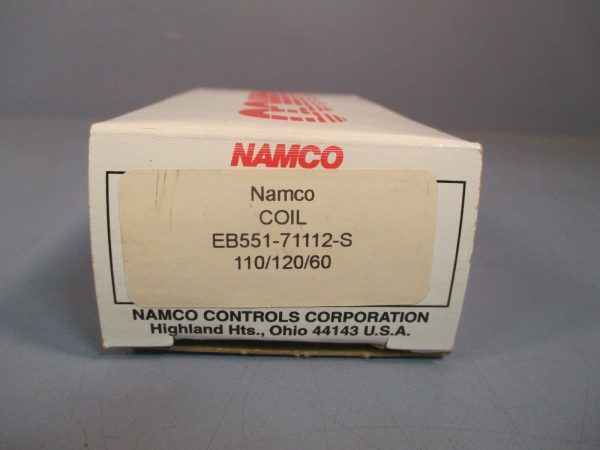 NAMCO
Namco
COIL
EB551-71112-S
110/120/60
NAMCO CONTROLS CORPORATION
Highland Hts., Ohio 44143 U.S.A.